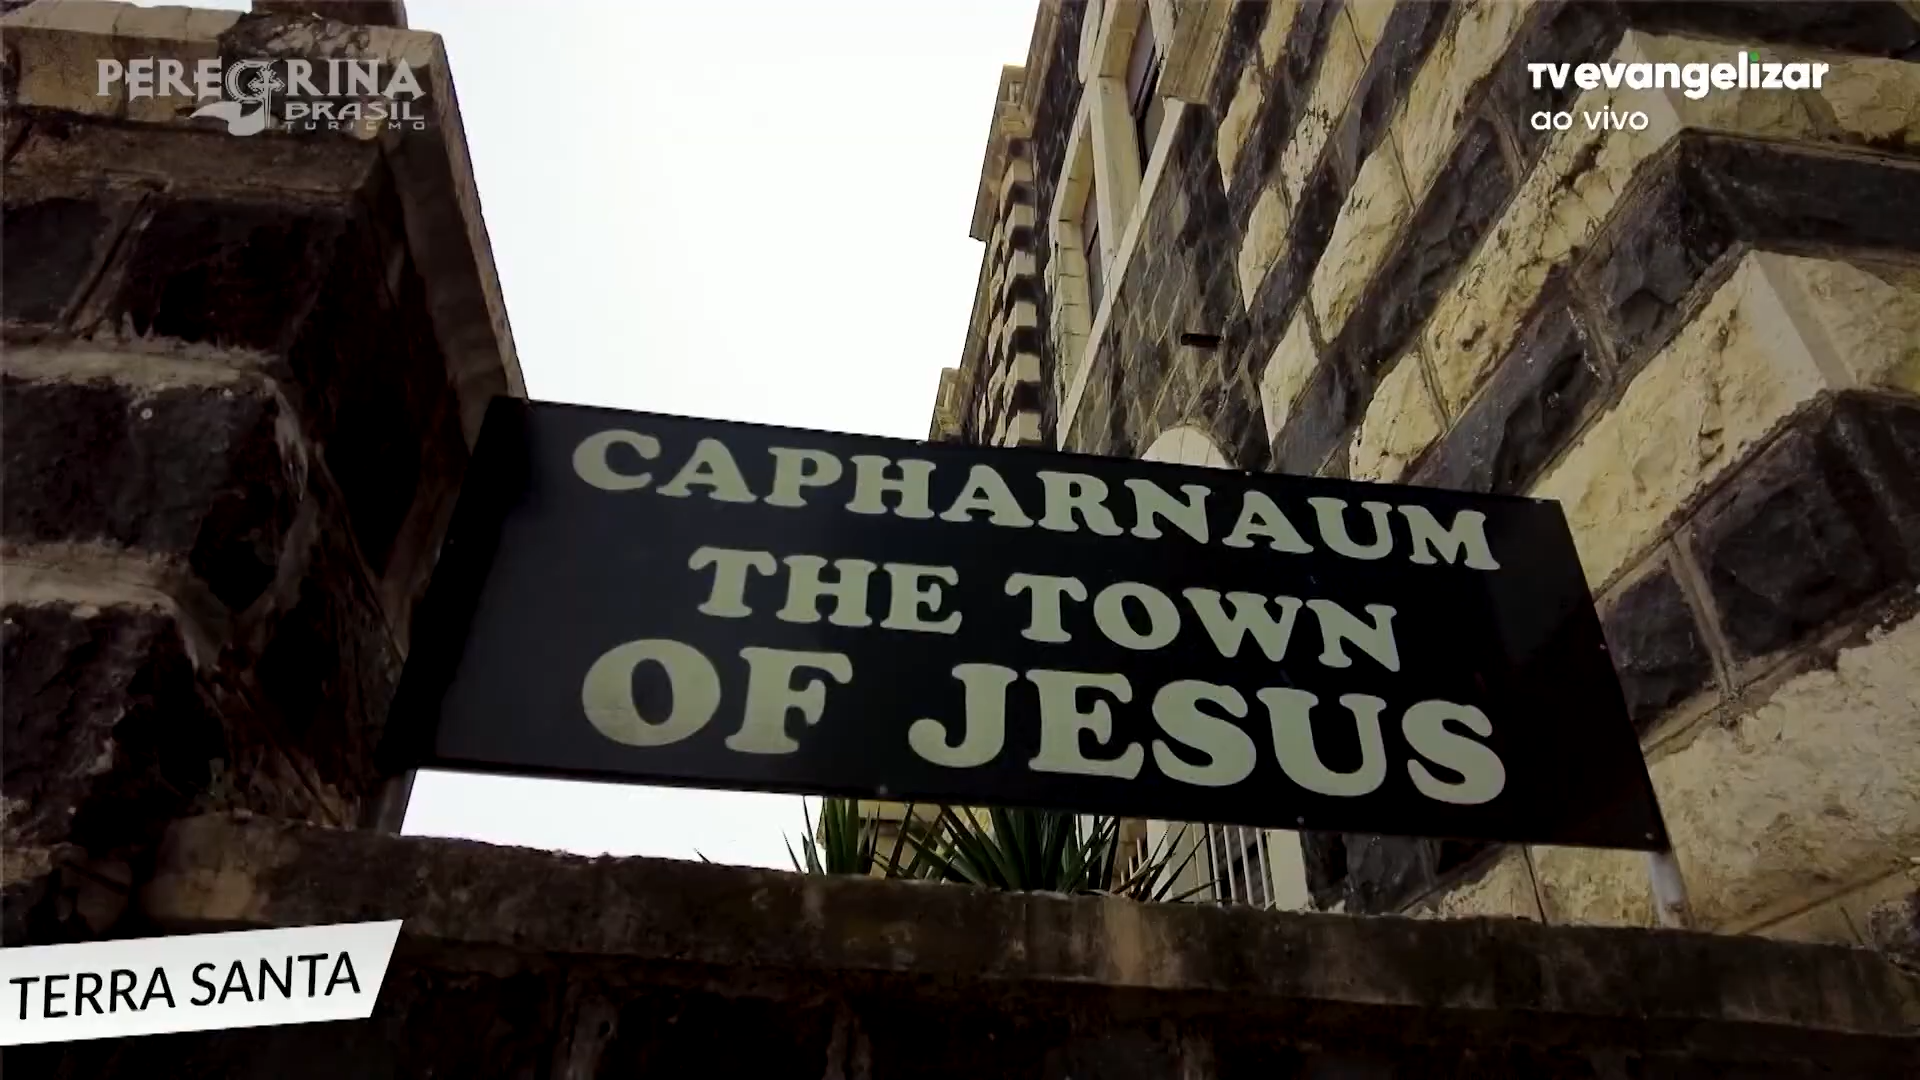 PEREGRINA
BRASIL
TURISMO
TVevangelizar
ao vivo
CAPHARNAUM
THE TOWN
OF JESUS
TERRA SANTA